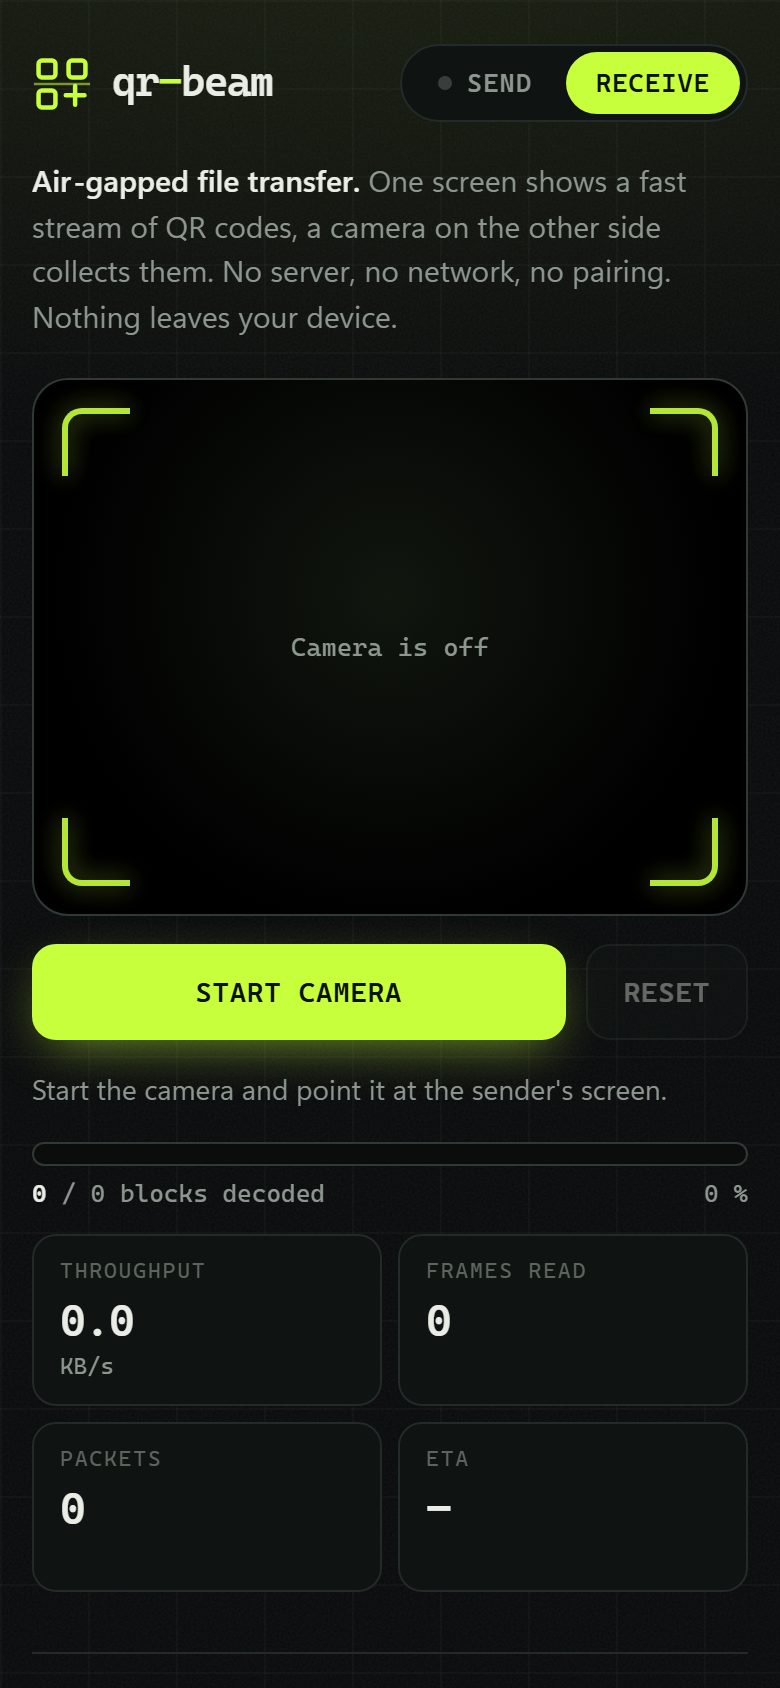 qr-beam
SEND
RECEIVE
Air-gapped file transfer. One screen shows a fast
stream of QR codes, a camera on the other side
collects them. No server, no network, no pairing.
Nothing leaves your device.
Camera is off
START CAMERA
RESET
Start the camera and point it at the sender's screen.
0 / 0 blocks decoded
0 %
THROUGHPUT
0.0
KB/s
FRAMES READ
0
PACKETS
0
ETA
—